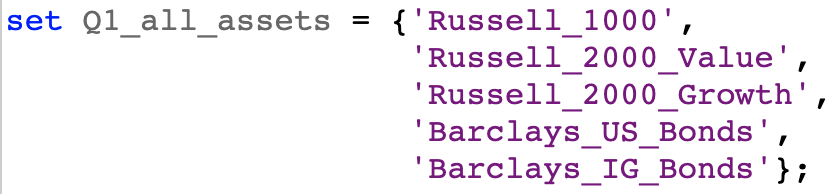 set Q1_all_assets = {'Russell_1000',
'Russell_2000_Value',
'Russell_2000_Growth',
'Barclays_US_Bonds',
'Barclays_IG_Bonds'};